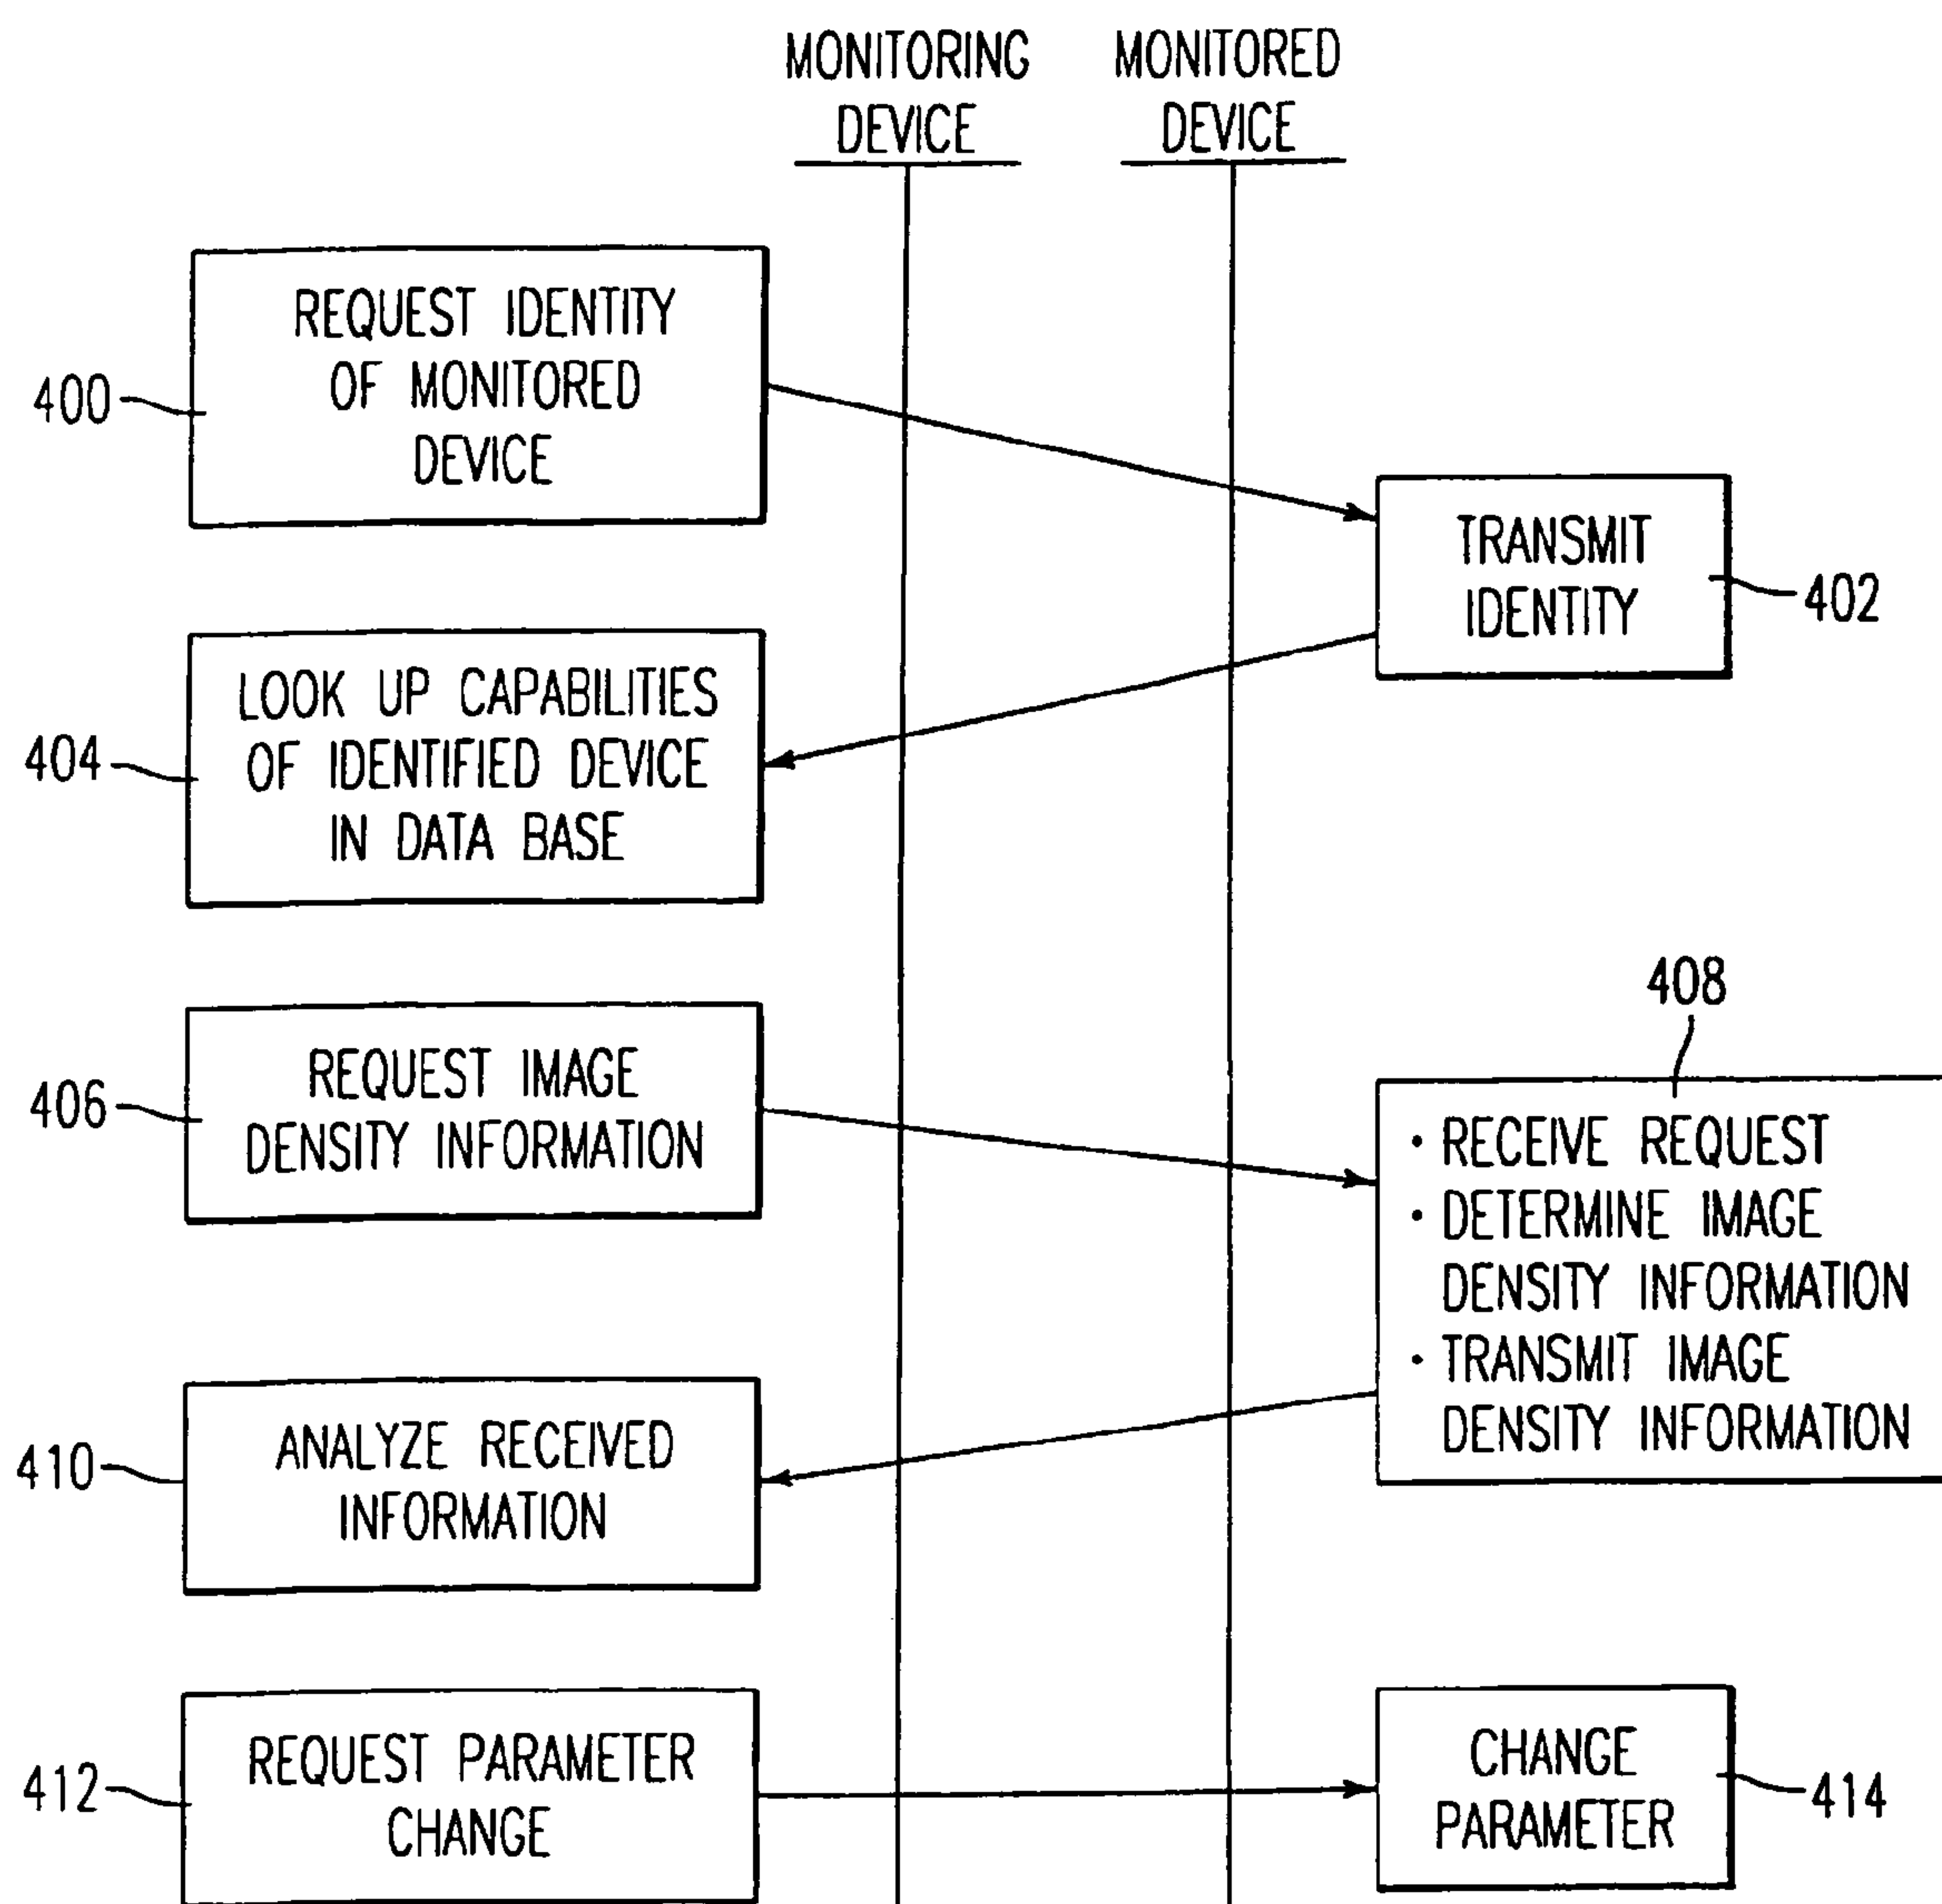 MONITORING
DEVICE
MONITORED
DEVICE
REQUEST IDENTITY
OF MONITORED
DEVICE
400
TRANSMIT
IDENTITY
402
LOOK UP CAPABILITIES
OF IDENTIFIED DEVICE
IN DATA BASE
404
REQUEST IMAGE
DENSITY INFORMATION
406
408
• RECEIVE REQUEST
• DETERMINE IMAGE
DENSITY INFORMATION
• TRANSMIT IMAGE
DENSITY INFORMATION
ANALYZE RECEIVED
INFORMATION
410
REQUEST PARAMETER
CHANGE
412
CHANGE
PARAMETER
414